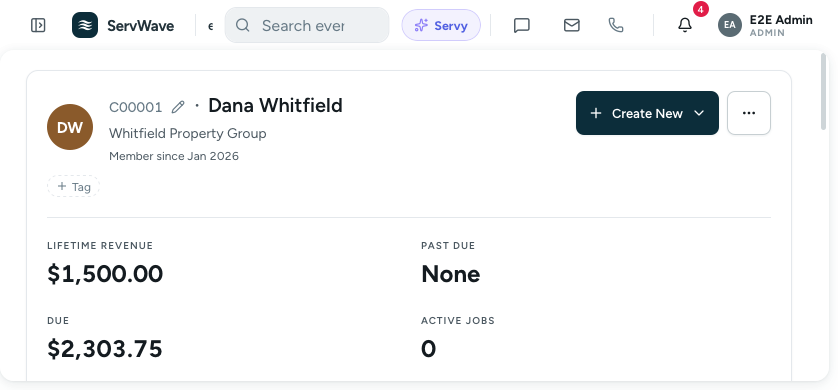 ServWave
Search ever
Servy
4
EA
E2E Admin
ADMIN
DW
C00001 · Dana Whitfield
Whitfield Property Group
Member since Jan 2026
+ Create New
+ Tag
LIFETIME REVENUE
$1,500.00
PAST DUE
None
DUE
$2,303.75
ACTIVE JOBS
0